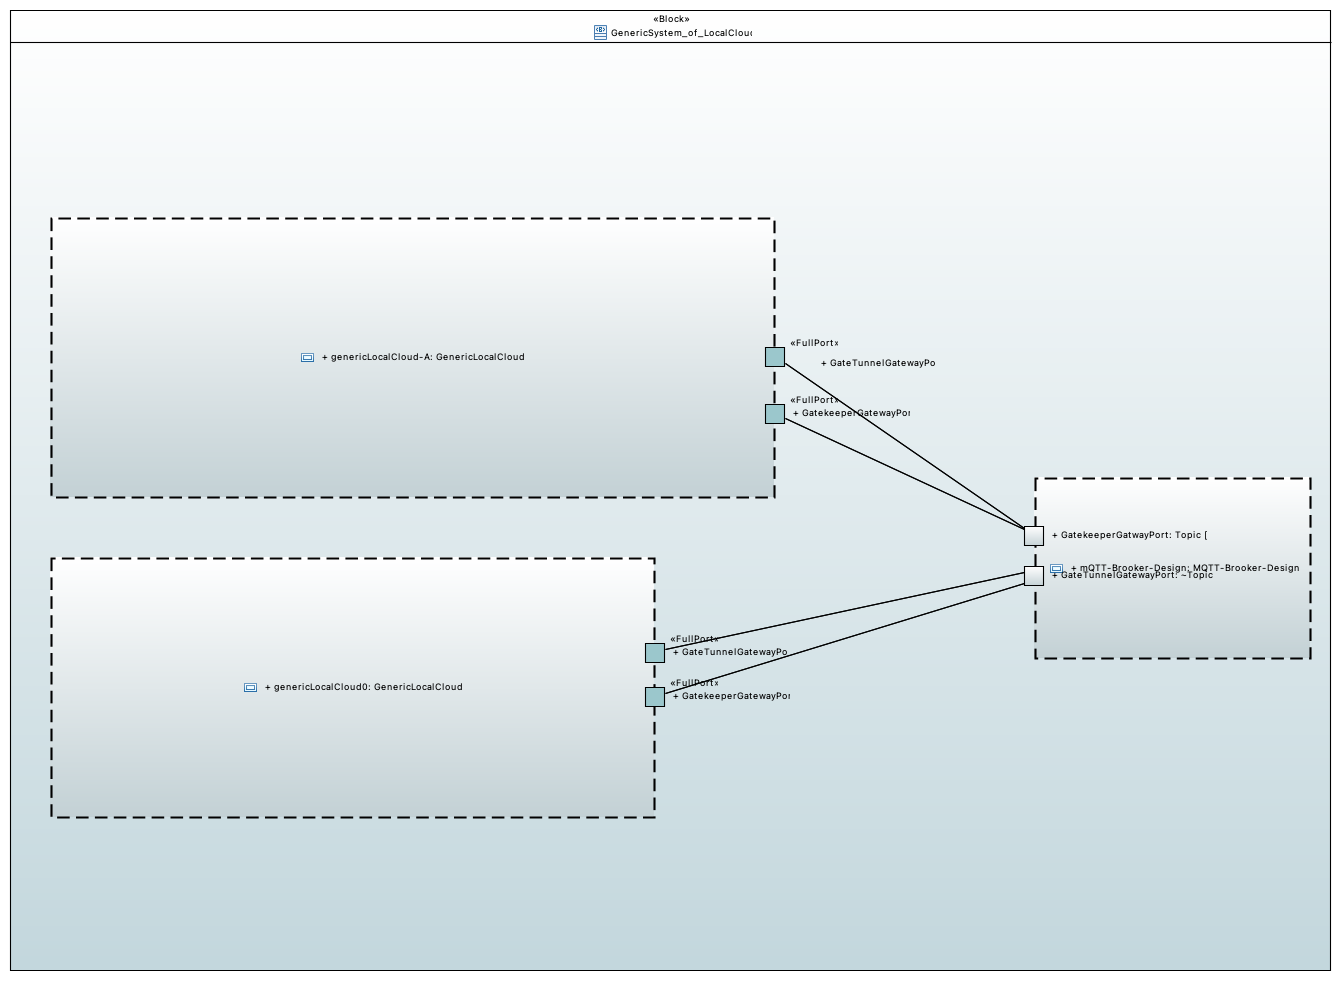 «Block»
GenericSystem_of_LocalClou
+ genericLocalCloud-A: GenericLocalCloud
«FullPort»
+ GateTunnelGatewayPo
«FullPort»
+ GatekeeperGatewayPor
+ GatekeeperGatwayPort: Topic [
+ mQTT-Brooker-Design: MQTT-Brooker-Design
+ GateTunnelGatewayPort: ~Topic
«FullPort»
+ GateTunnelGatewayPo
+ genericLocalCloud0: GenericLocalCloud
«FullPort»
+ GatekeeperGatewayPor